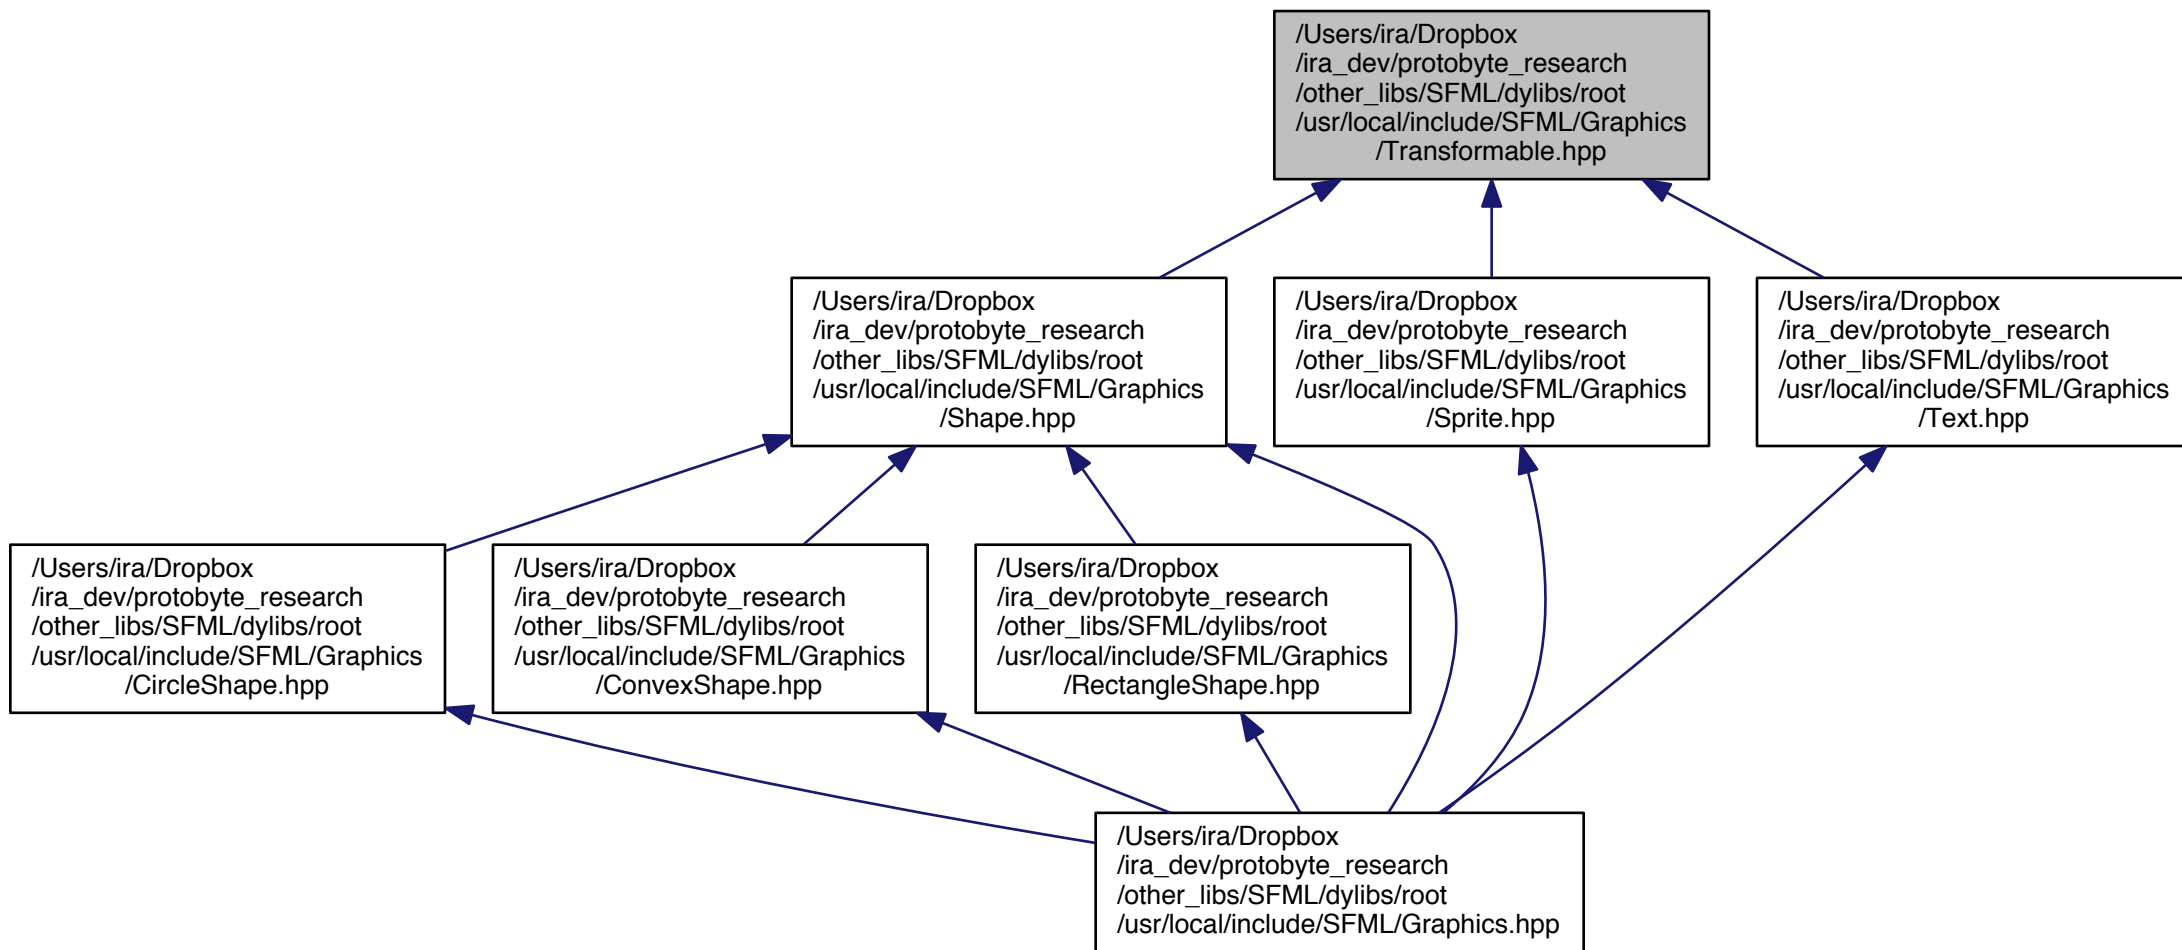 /Users/ira/Dropbox
/ira_dev/protobyte_research
/other_libs/SFML/dylibs/root
/usr/local/include/SFML/Graphics
/Transformable.hpp
/Users/ira/Dropbox
/ira_dev/protobyte_research
/other_libs/SFML/dylibs/root
/usr/local/include/SFML/Graphics
/Shape.hpp
/Users/ira/Dropbox
/ira_dev/protobyte_research
/other_libs/SFML/dylibs/root
/usr/local/include/SFML/Graphics
/Sprite.hpp
/Users/ira/Dropbox
/ira_dev/protobyte_research
/other_libs/SFML/dylibs/root
/usr/local/include/SFML/Graphics
/Text.hpp
/Users/ira/Dropbox
/ira_dev/protobyte_research
/other_libs/SFML/dylibs/root
/usr/local/include/SFML/Graphics
/CircleShape.hpp
/Users/ira/Dropbox
/ira_dev/protobyte_research
/other_libs/SFML/dylibs/root
/usr/local/include/SFML/Graphics
/ConvexShape.hpp
/Users/ira/Dropbox
/ira_dev/protobyte_research
/other_libs/SFML/dylibs/root
/usr/local/include/SFML/Graphics
/RectangleShape.hpp
/Users/ira/Dropbox
/ira_dev/protobyte_research
/other_libs/SFML/dylibs/root
/usr/local/include/SFML/Graphics.hpp